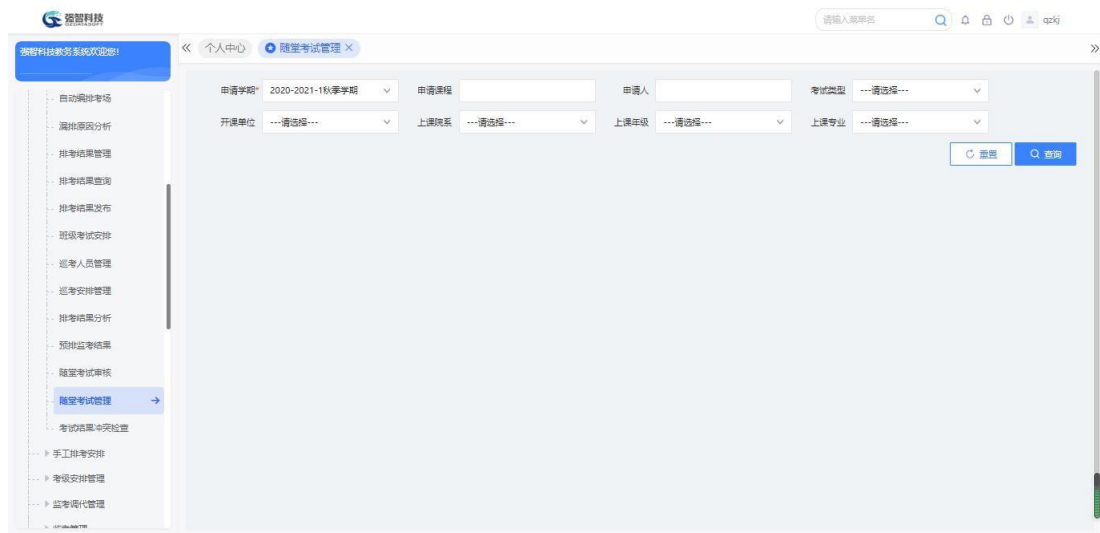 强智科技
QZDATASOFT
请输入菜单名
qzkj
强智科技教务系统欢迎您!
个人中心
随堂考试管理
自动编排考场
漏排原因分析
排考结果管理
排考结果查询
排考结果发布
班级考试安排
巡考人员管理
巡考安排管理
排考结果分析
预排监考结果
随堂考试审核
随堂考试管理
考试结果冲突检查
手工排考安排
考级安排管理
监考调代管理
申请学期* 2020-2021-1秋季学期 申请课程 申请人 考试类型 ---请选择---
开课单位 ---请选择--- 上课院系 ---请选择--- 上课年级 ---请选择--- 上课专业 ---请选择---
重置 查询